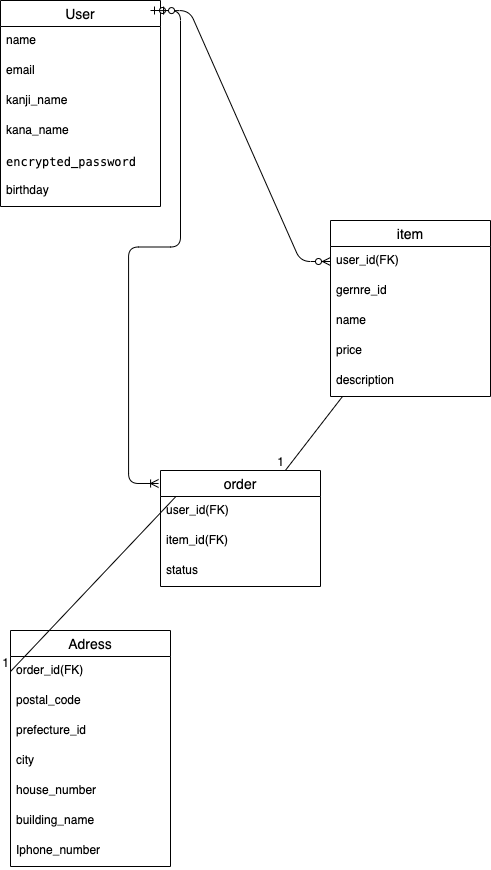 User
name
email
kanji_name
kana_name
encrypted_password
birthday
item
user_id(FK)
gernre_id
name
price
description
1
order
user_id(FK)
item_id(FK)
status
Adress
1
order_id(FK)
postal_code
prefecture_id
city
house_number
building_name
Iphone_number